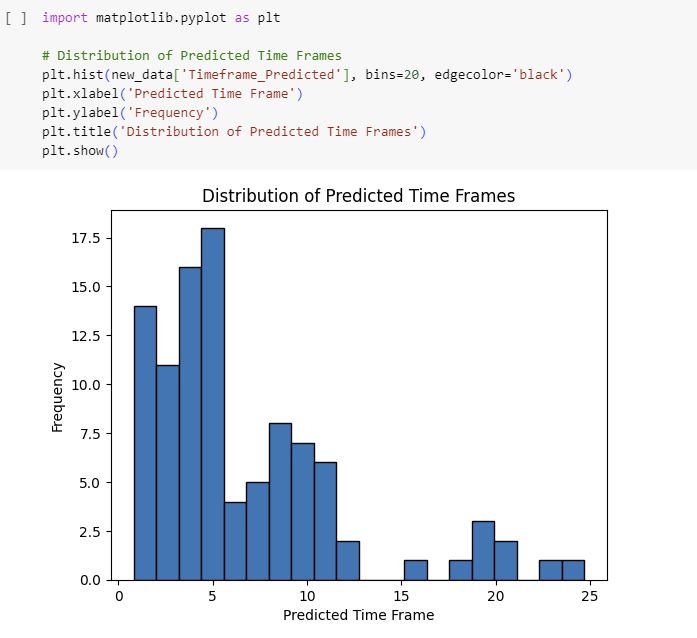 [ ] import matplotlib.pyplot as plt
# Distribution of Predicted Time Frames
plt.hist(new_data['Timeframe_Predicted'], bins=20, edgecolor='black')
plt.xlabel('Predicted Time Frame')
plt.ylabel('Frequency')
plt.title('Distribution of Predicted Time Frames')
plt.show()
Distribution of Predicted Time Frames
17.5
15.0
12.5
10.0
7.5
5.0
2.5
0.0
Frequency
0 5 10 15 20 25
Predicted Time Frame